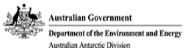 Australian Government
Department of the Environment and Energy
Australian Antarctic Division